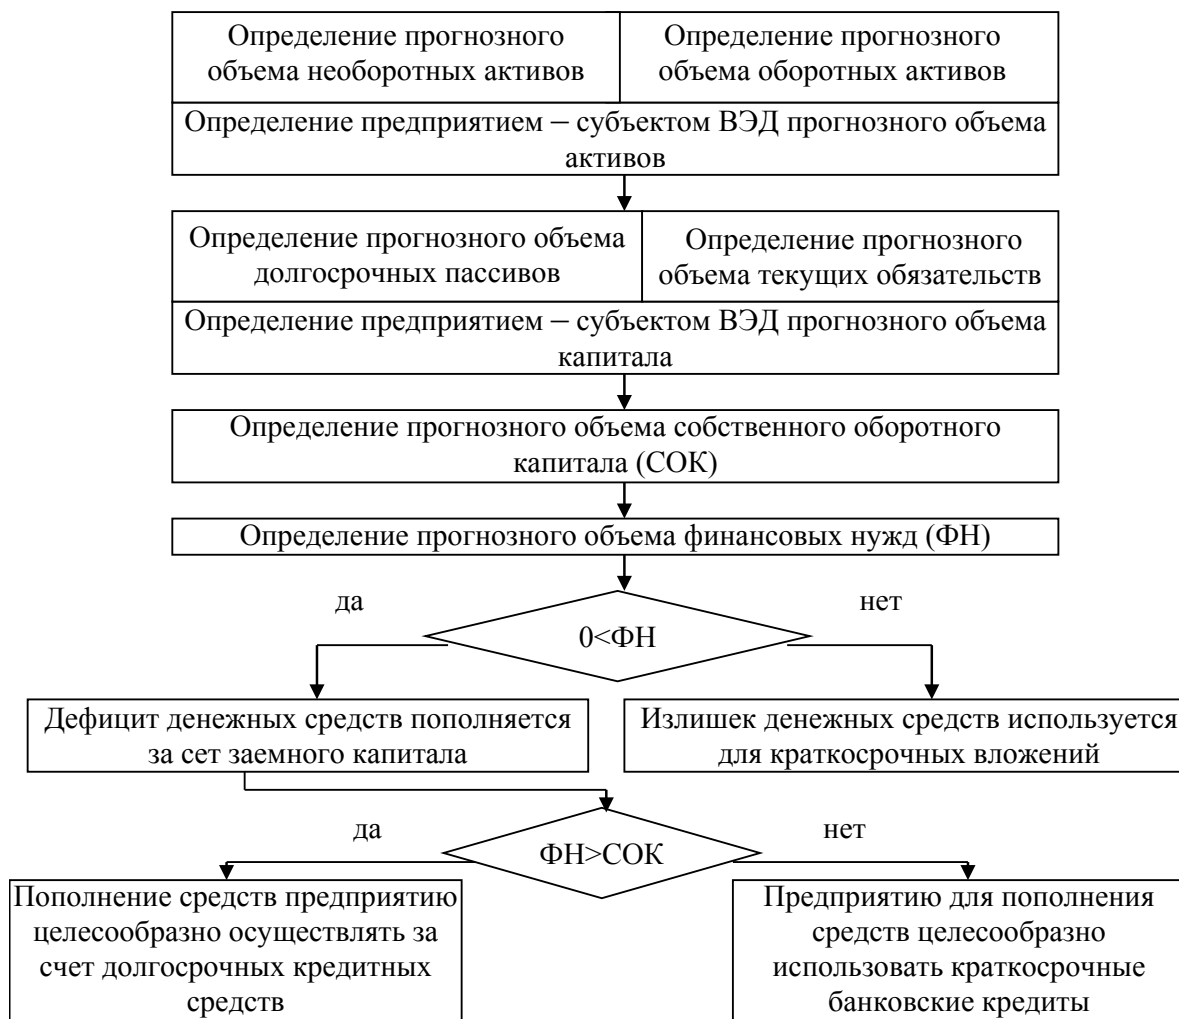 Определение прогнозного
объема необоротных активов
Определение прогнозного
объема оборотных активов
Определение предприятием – субъектом ВЭД прогнозного объема
активов
Определение прогнозного объема
долгосрочных пассивов
Определение прогнозного
объема текущих обязательств
Определение предприятием – субъектом ВЭД прогнозного объема
капитала
Определение прогнозного объема собственного оборотного
капитала (СОК)
Определение прогнозного объема финансовых нужд (ФН)
да
нет
0<ФН
Дефицит денежных средств пополняется
за сет заемного капитала
Излишек денежных средств используется
для краткосрочных вложений
да
нет
ФН>СОК
Пополнение средств предприятию
целесообразно осуществлять за
счет долгосрочных кредитных
средств
Предприятию для пополнения
средств целесообразно
использовать краткосрочные
банковские кредиты